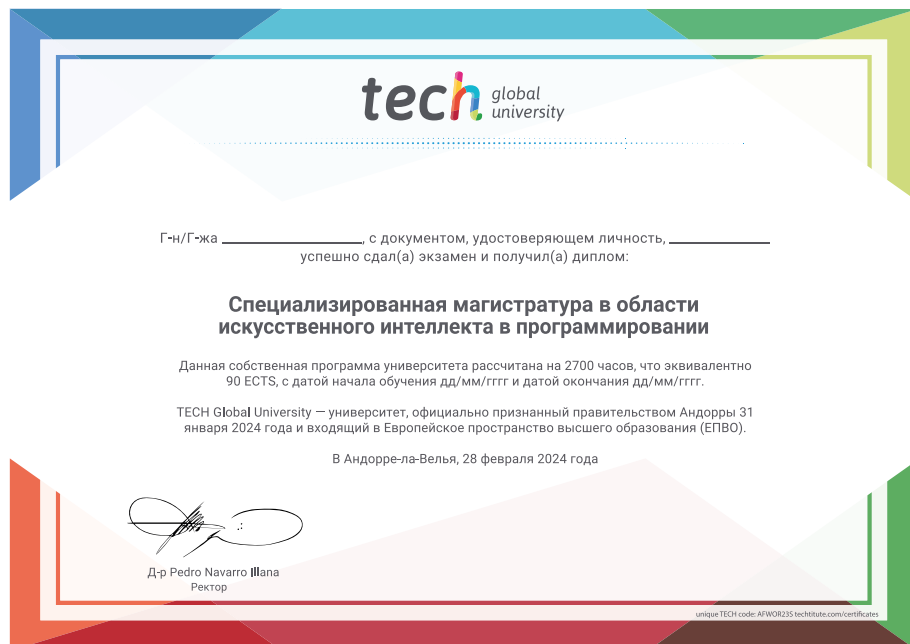 tech global
university
Г-н/Г-жа ____________________, с документом, удостоверяющем личность, ______________
успешно сдал(а) экзамен и получил(а) диплом:
Специализированная магистратура в области
искусственного интеллекта в программировании
Данная собственная программа университета рассчитана на 2700 часов, что эквивалентно
90 ECTS, с датой начала обучения дд/мм/гггг и датой окончания дд/мм/гггг.
TECH Global University — университет, официально признанный правительством Андорры 31
января 2024 года и входящий в Европейское пространство высшего образования (ЕПВО).
В Андорре-ла-Велья, 28 февраля 2024 года
Д-р Pedro Navarro Illana
Ректор
unique TECH code: AFWOR23S techtitute.com/certificates